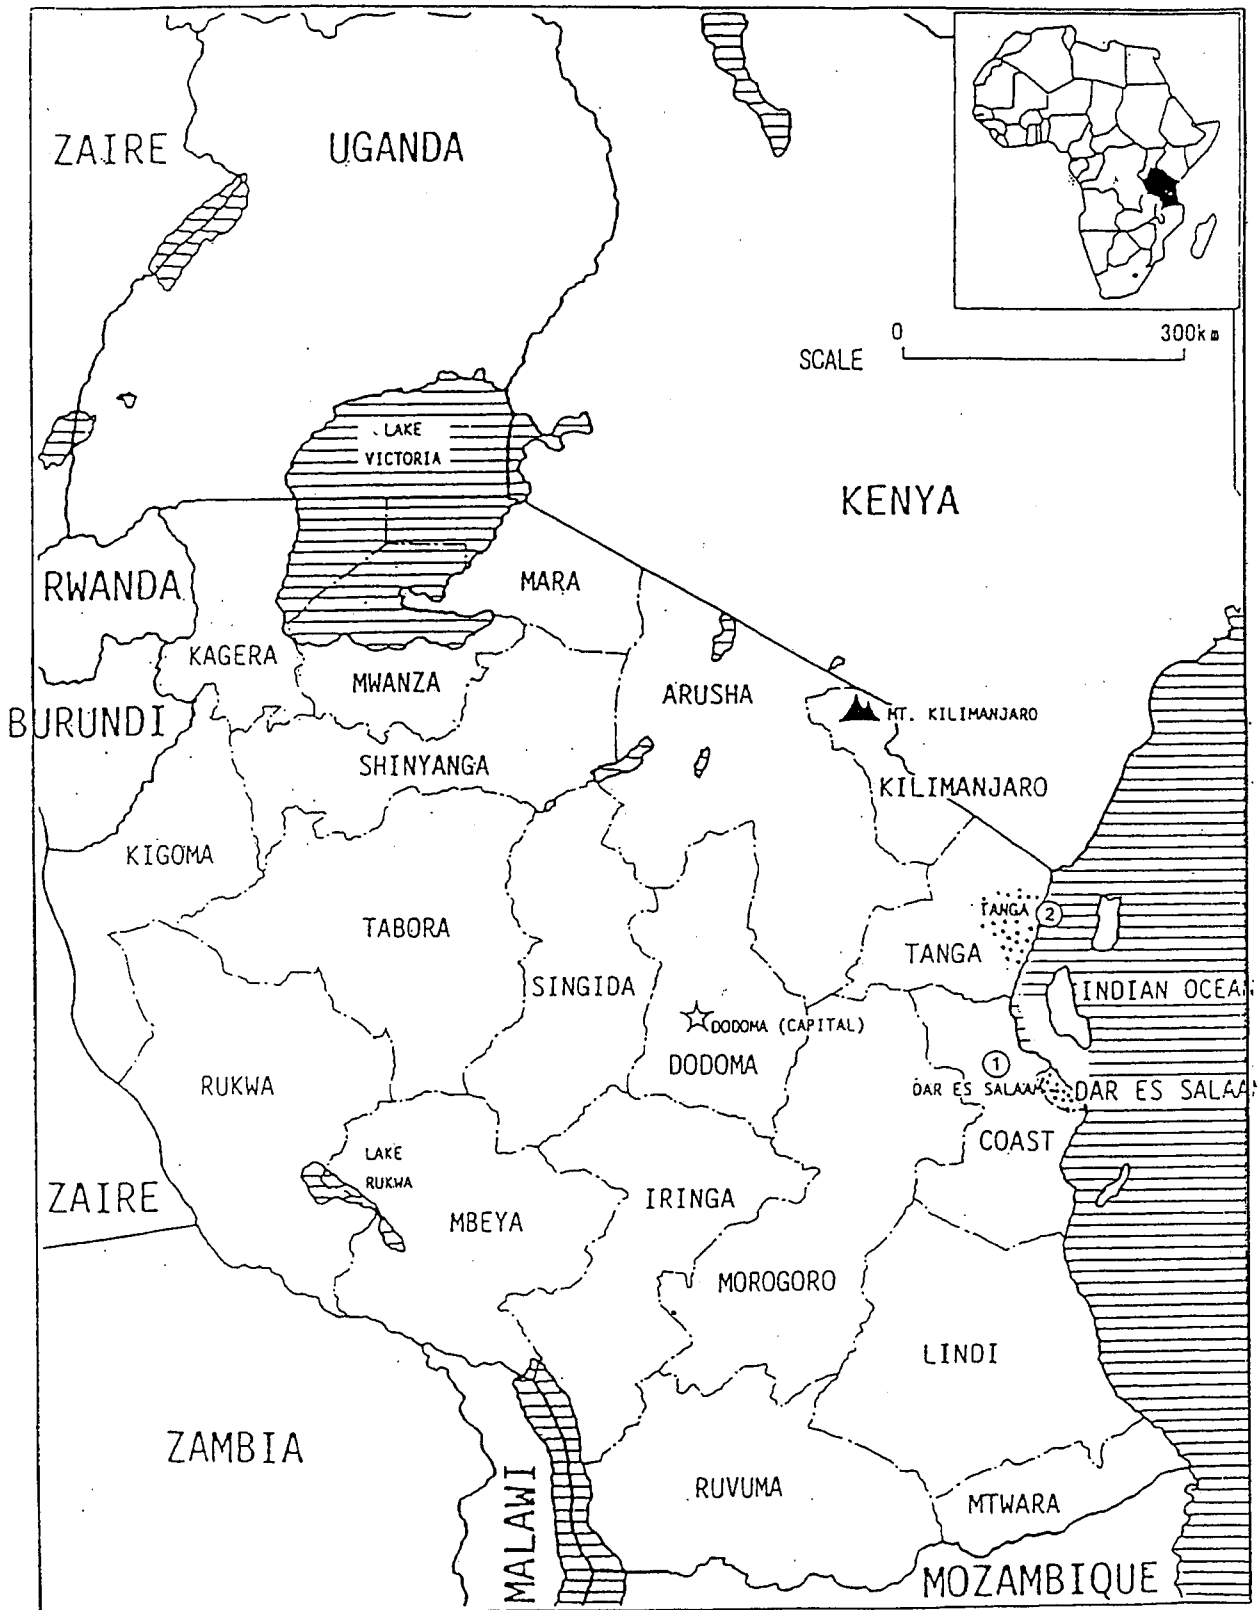 ZAIRE
UGANDA
0
300km
SCALE
LAKE
VICTORIA
KENYA
RWANDA
MARA
KAGERA
MWANZA
ARUSHA
BURUNDI
MT. KILIMANJARO
SHINYANGA
KILIMANJARO
KIGOMA
TANGA
2
TABORA
TANGA
SINGIDA
INDIAN OCEAN
DODOMA (CAPITAL)
DODOMA
1
RUKWA
DAR ES SALAAM
DAR ES SALAA
COAST
LAKE
RUKWA
ZAIRE
IRINGA
MBEYA
MOROGORO
LINDI
ZAMBIA
RUVUMA
MTWARA
MALAWI
MOZAMBIQUE